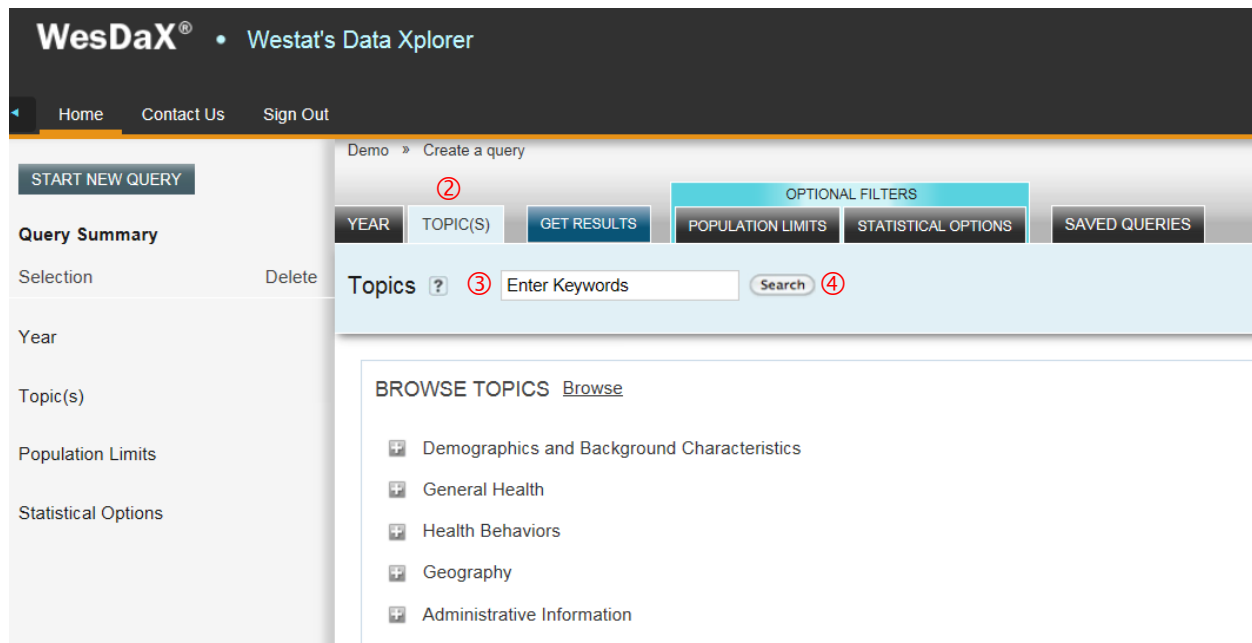 WesDaX® • Westat's Data Xplorer
Home Contact Us Sign Out
Demo » Create a query
START NEW QUERY
Query Summary
Selection Delete
Year
Topic(s)
Population Limits
Statistical Options
②
OPTIONAL FILTERS
YEAR TOPIC(S) GET RESULTS POPULATION LIMITS STATISTICAL OPTIONS SAVED QUERIES
Topics ? ③ Enter Keywords Search ④
BROWSE TOPICS Browse
Demographics and Background Characteristics
General Health
Health Behaviors
Geography
Administrative Information